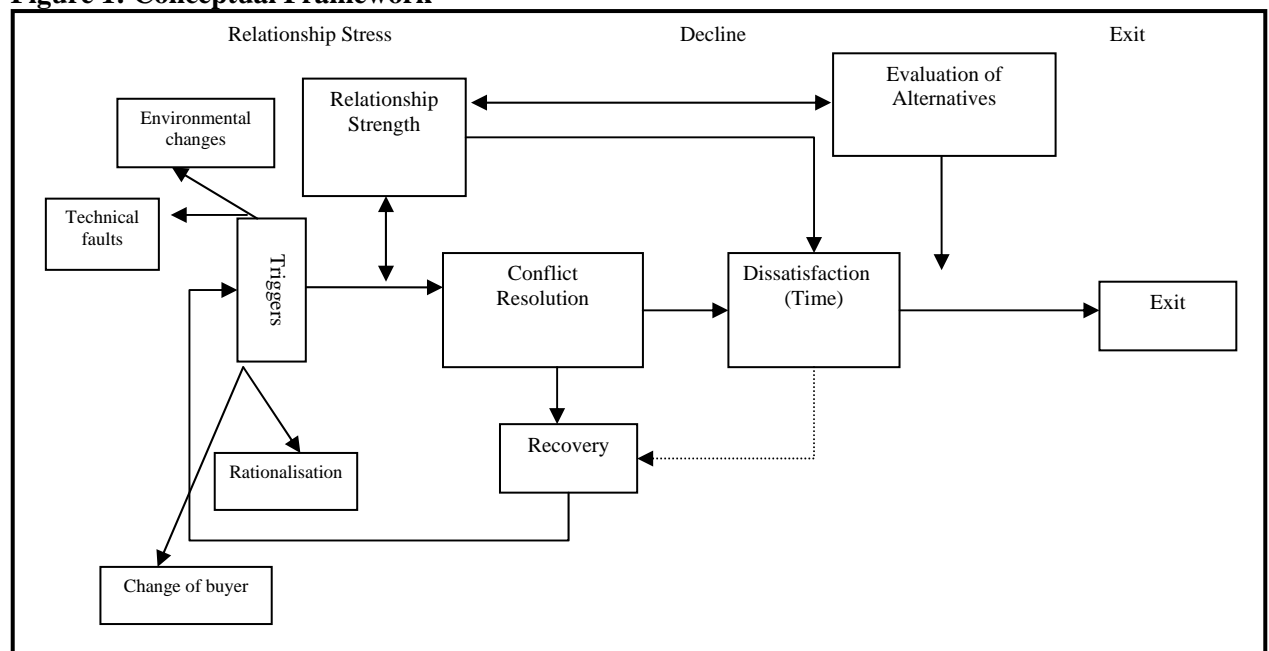 Figure 1: Conceptual Framework
Relationship Stress
Decline
Exit
Evaluation of
Alternatives
Relationship
Strength
Environmental
changes
Technical
faults
Triggers
Conflict
Resolution
Dissatisfaction
(Time)
Exit
Recovery
Rationalisation
Change of buyer